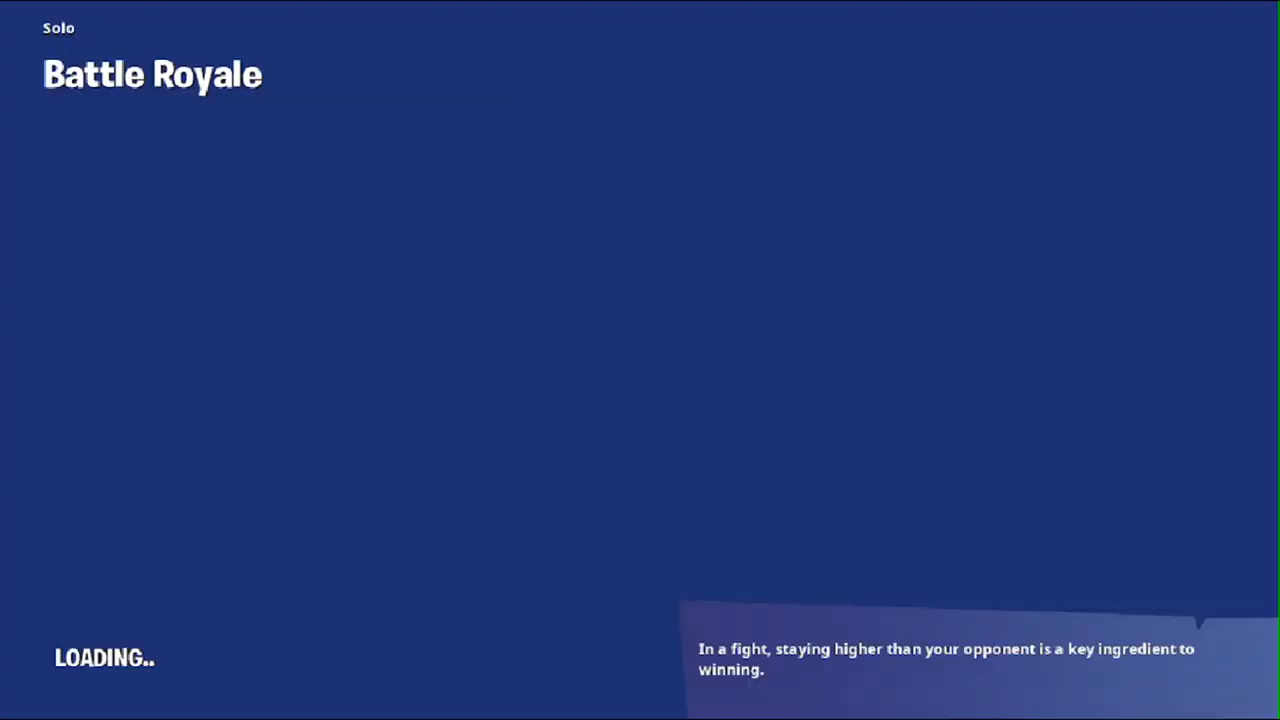 Solo
Battle Royale
LOADING..
In a fight, staying higher than your opponent is a key ingredient to
winning.